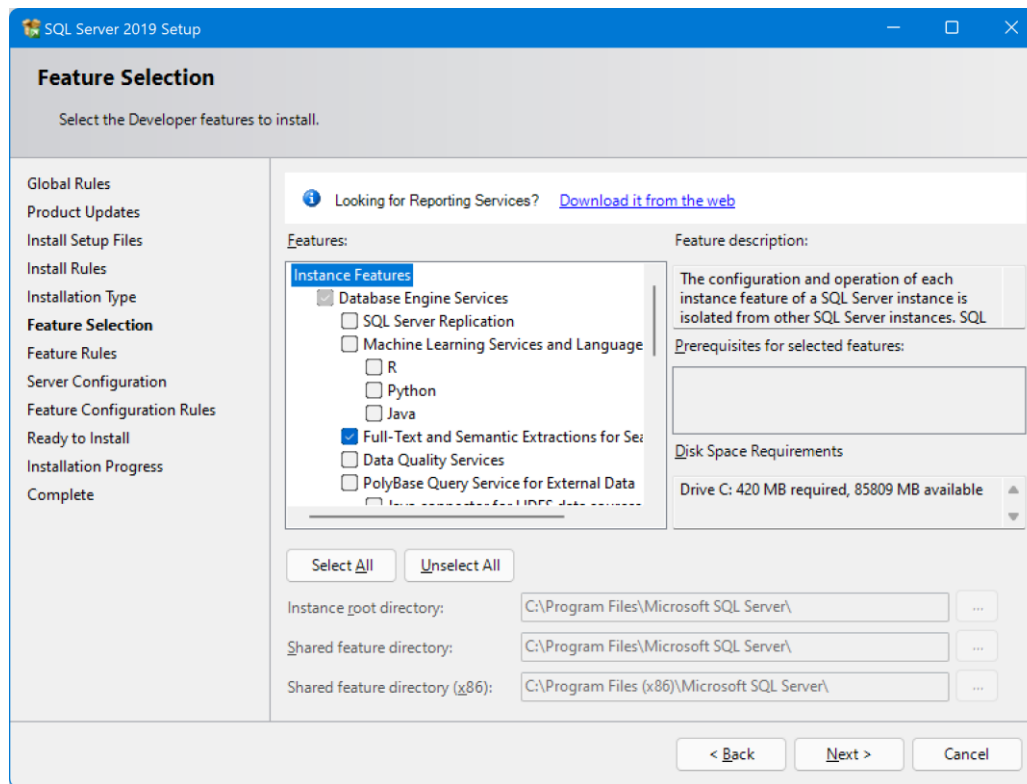 SQL Server 2019 Setup
Feature Selection
Select the Developer features to install.
Global Rules
Product Updates
Install Setup Files
Install Rules
Installation Type
Feature Selection
Feature Rules
Server Configuration
Feature Configuration Rules
Ready to Install
Installation Progress
Complete
Looking for Reporting Services? Download it from the web
Features:
Instance Features
Database Engine Services
SQL Server Replication
Machine Learning Services and Language
R
Python
Java
Full-Text and Semantic Extractions for Sea
Data Quality Services
PolyBase Query Service for External Data
Java connector for HDFS data sources
Feature description:
The configuration and operation of each
instance feature of a SQL Server instance is
isolated from other SQL Server instances. SQL
Prerequisites for selected features:
Disk Space Requirements
Drive C: 420 MB required, 85809 MB available
Select All Unselect All
Instance root directory: C:\Program Files\Microsoft SQL Server\ ...
Shared feature directory: C:\Program Files\Microsoft SQL Server\ ...
Shared feature directory (x86): C:\Program Files (x86)\Microsoft SQL Server\ ...
< Back Next > Cancel